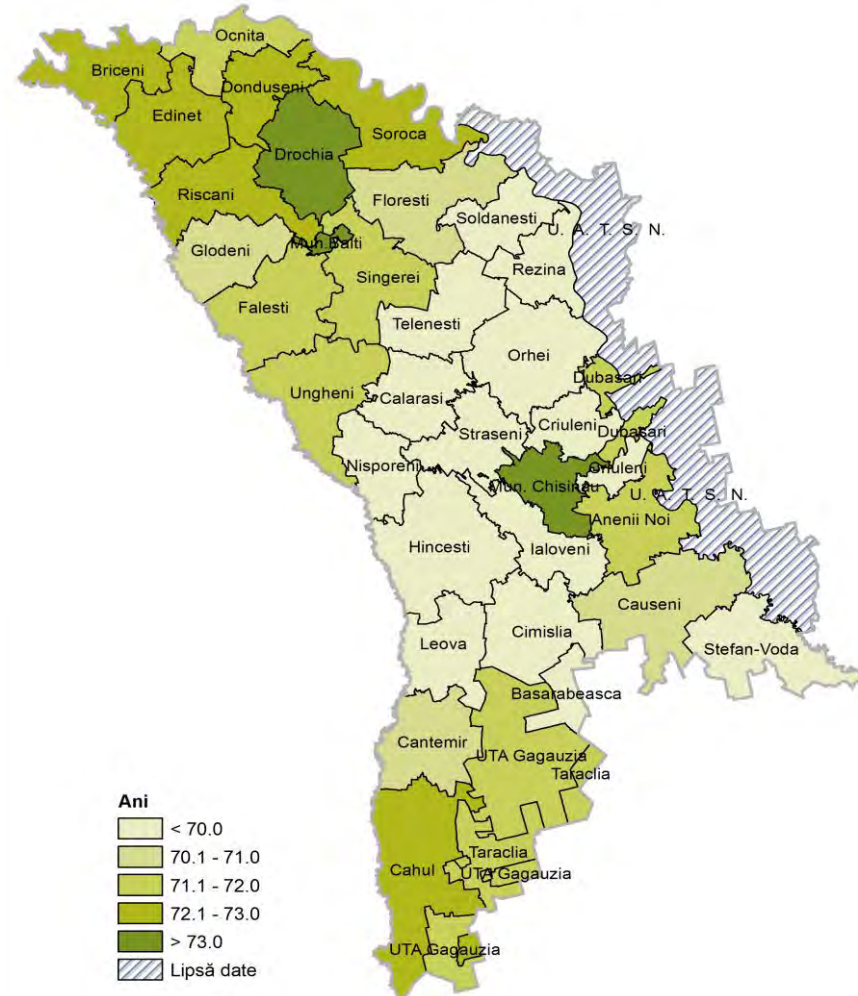 Ocnita
Briceni
Donduseni
Edinet
Soroca
Drochia
Riscani
Floresti
Soldanesti
U. A. T. S. N.
Mun.Balti
Glodeni
Rezina
Singerei
Falesti
Telenesti
Orhei
Dubasari
Ungheni
Calarasi
Criuleni
Straseni
Dubasari
Nisporeni
Criuleni
Mun. Chisinau
U. A. T. S. N.
Anenii Noi
Hincesti
Ialoveni
Causeni
Cimislia
Leova
Stefan-Voda
Basarabeasca
Cantemir
UTA Gagauzia
Taraclia
Taraclia
Cahul
UTA Gagauzia
UTA Gagauzia
Ani
< 70.0
70.1 - 71.0
71.1 - 72.0
72.1 - 73.0
> 73.0
Lipsă date